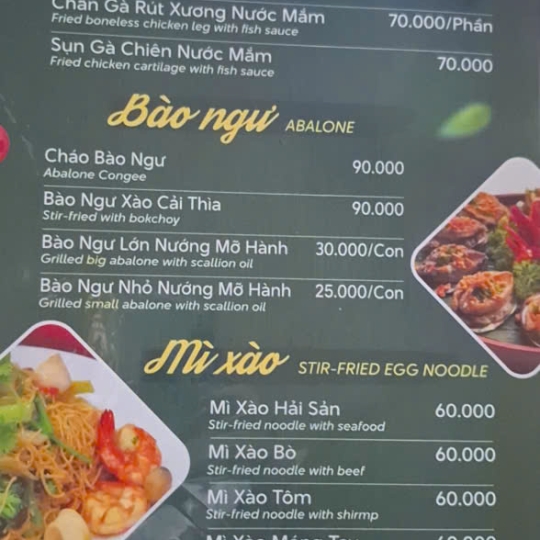 Chân Gà Rút Xương Nước Mắm 70.000/Phần
Fried boneless chicken leg with fish sauce
Sụn Gà Chiên Nước Mắm 70.000
Fried chicken cartilage with fish sauce
Bào ngư ABALONE
Cháo Bào Ngư 90.000
Abalone Congee
Bào Ngư Xào Cải Thìa 90.000
Stir-fried with bokchoy
Bào Ngư Lớn Nướng Mỡ Hành 30.000/Con
Grilled big abalone with scallion oil
Bào Ngư Nhỏ Nướng Mỡ Hành 25.000/Con
Grilled small abalone with scallion oil
Mì xào STIR-FRIED EGG NOODLE
Mì Xào Hải Sản 60.000
Stir-fried noodle with seafood
Mì Xào Bò 60.000
Stir-fried noodle with beef
Mì Xào Tôm 60.000
Stir-fried noodle with shirmp
Mì Xào